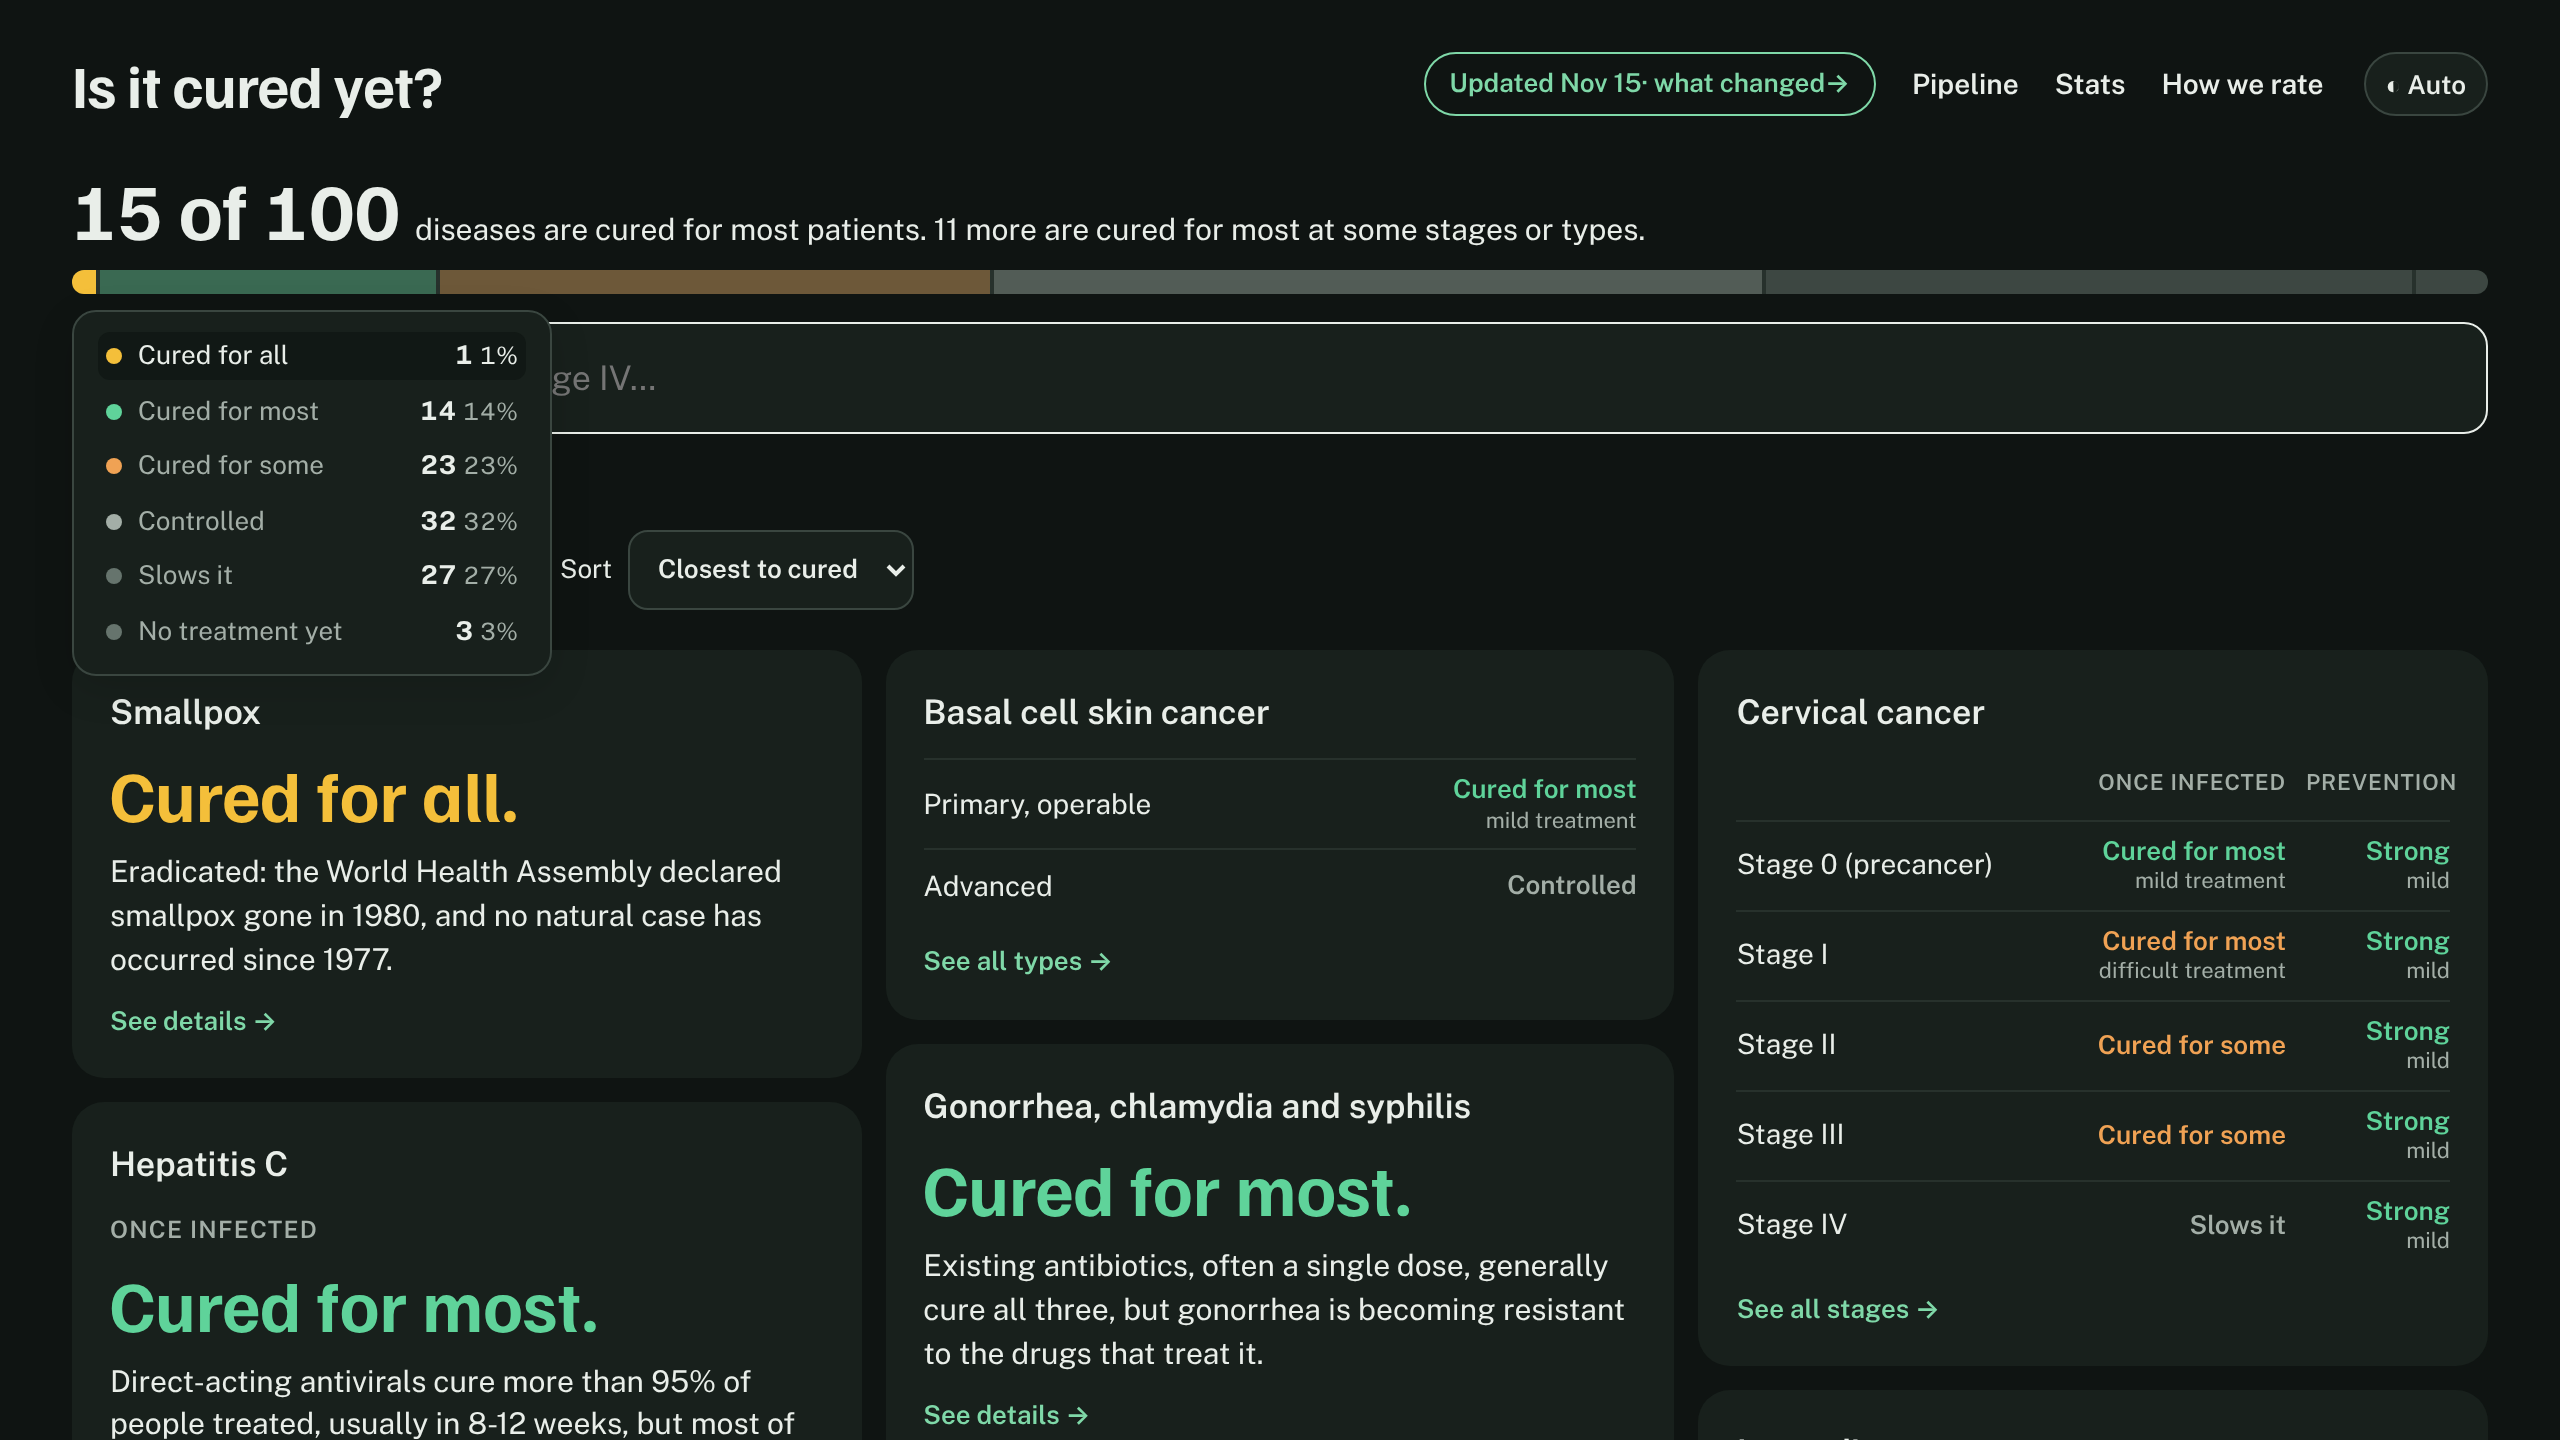 Is it cured yet?
Updated Nov 15· what changed→
Pipeline
Stats
How we rate
Auto
15 of 100 diseases are cured for most patients. 11 more are cured for most at some stages or types.
Cured for all 1 1%
Cured for most 14 14%
Cured for some 23 23%
Controlled 32 32%
Slows it 27 27%
No treatment yet 3 3%
ge IV...
Sort
Closest to cured
Smallpox
Cured for all.
Eradicated: the World Health Assembly declared
smallpox gone in 1980, and no natural case has
occurred since 1977.
See details →
Hepatitis C
ONCE INFECTED
Cured for most.
Direct-acting antivirals cure more than 95% of
people treated, usually in 8-12 weeks, but most of
Basal cell skin cancer
Primary, operable
Cured for most
mild treatment
Advanced
Controlled
See all types →
Gonorrhea, chlamydia and syphilis
Cured for most.
Existing antibiotics, often a single dose, generally
cure all three, but gonorrhea is becoming resistant
to the drugs that treat it.
See details →
Cervical cancer
ONCE INFECTED PREVENTION
Stage 0 (precancer)
Cured for most
mild treatment
Strong
mild
Stage I
Cured for most
difficult treatment
Strong
mild
Stage II
Cured for some
Strong
mild
Stage III
Cured for some
Strong
mild
Stage IV
Slows it
Strong
mild
See all stages →